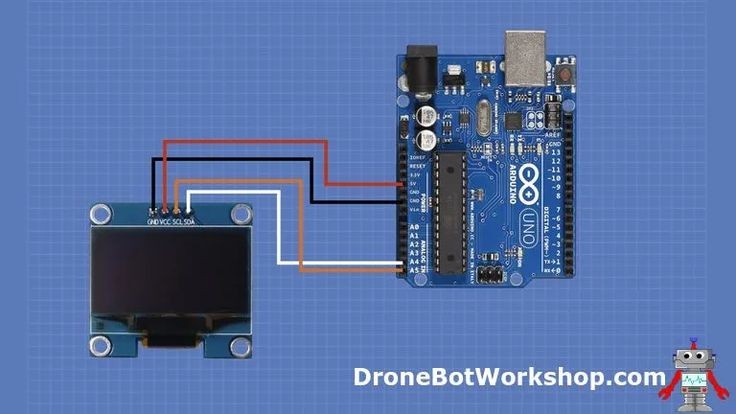 GND VCC SCL SDA
IOREF
RESET
3.3V
5V
GND
GND
Vin
POWER
A0
A1
A2
A3
A4
A5
ANALOG IN
ARDUINO
UNO
AREF
GND
13
12
~11
~10
~9
8
7
~6
~5
4
~3
2
TX→1
RX←0
DIGITAL (PWM~)
DroneBotWorkshop.com